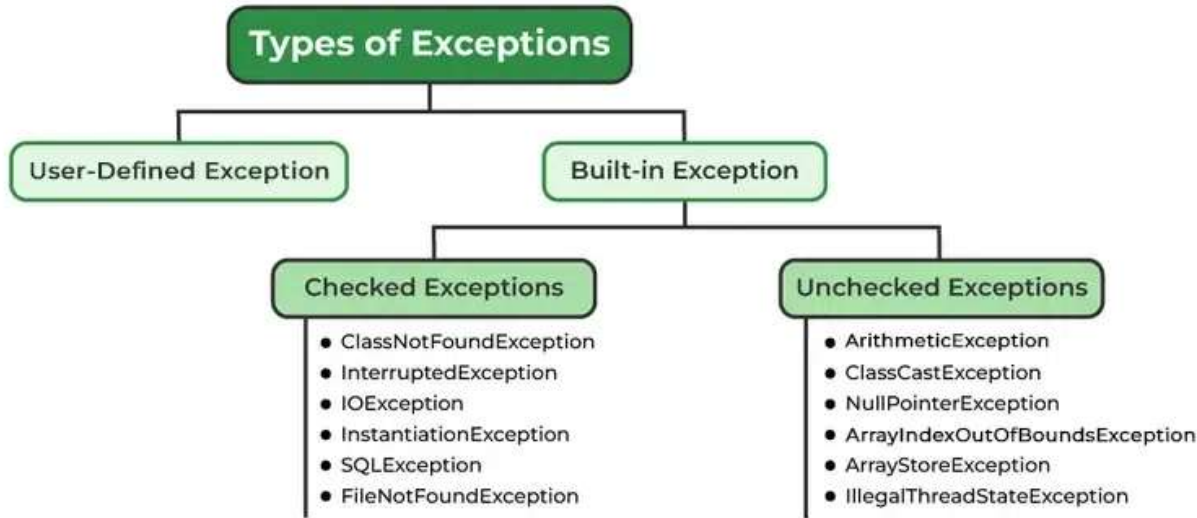 Types of Exceptions
User-Defined Exception
Built-in Exception
Checked Exceptions
• ClassNotFoundException
• InterruptedException
• IOException
• InstantiationException
• SQLException
• FileNotFoundException
Unchecked Exceptions
• ArithmeticException
• ClassCastException
• NullPointerException
• ArrayIndexOutOfBoundsException
• ArrayStoreException
• IllegalThreadStateException